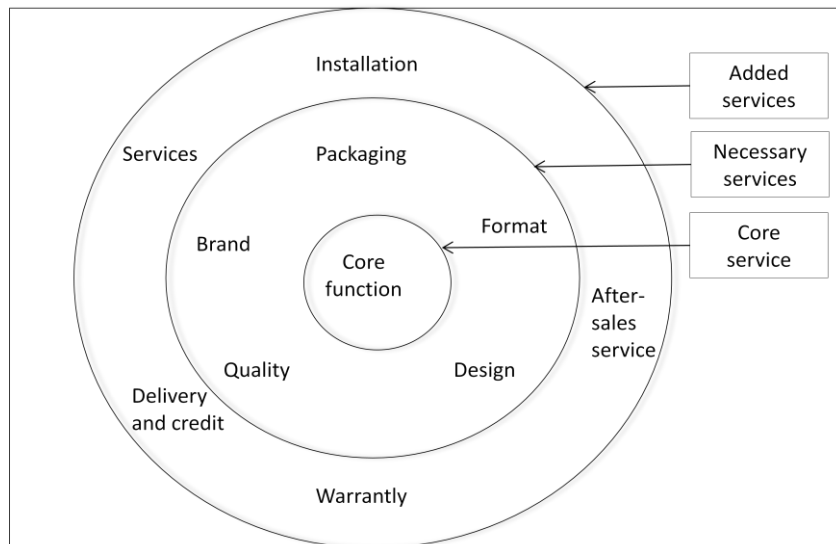 Installation
Added
services
Services
Packaging
Necessary
services
Format
Brand
Core
service
Core
function
After-
sales
service
Quality
Design
Delivery
and credit
Warrantly